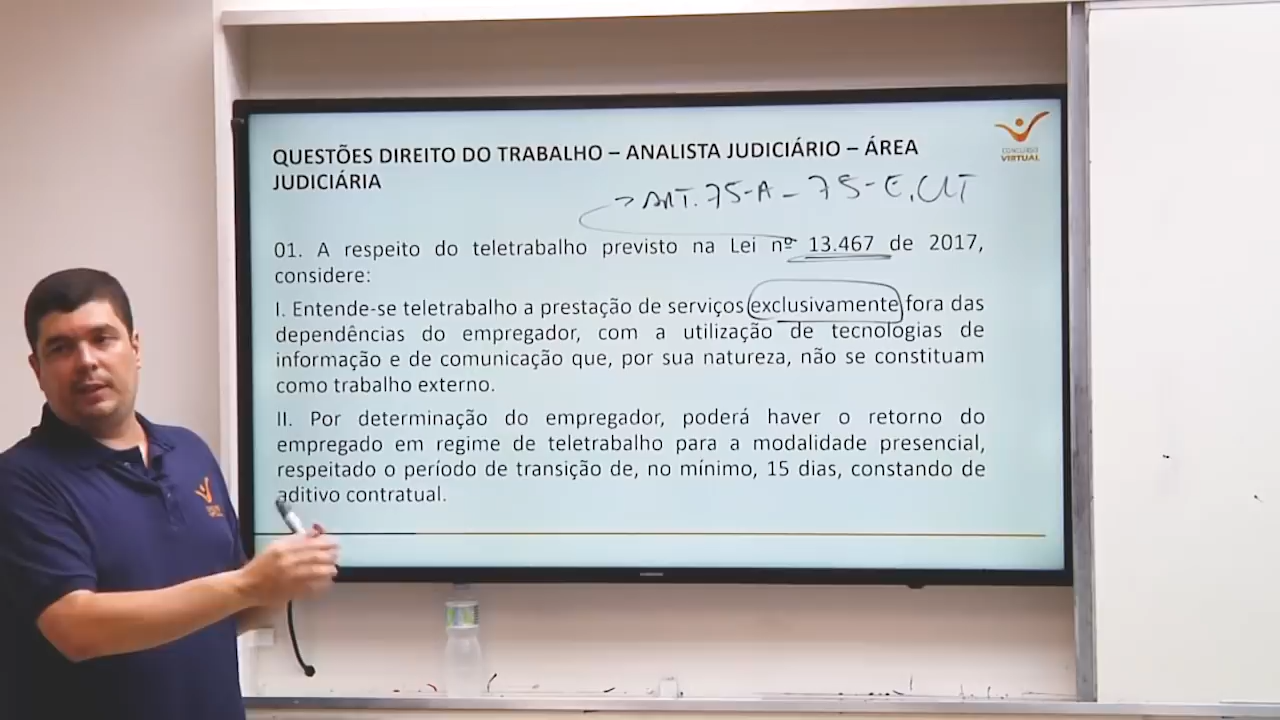 CONCURSO
VIRTUAL
QUESTÕES DIREITO DO TRABALHO – ANALISTA JUDICIÁRIO – ÁREA
JUDICIÁRIA
→ ART. 75-A – 75-E, CLT
01. A respeito do teletrabalho previsto na Lei nº 13.467 de 2017,
considere:
I. Entende-se teletrabalho a prestação de serviços exclusivamente fora das
dependências do empregador, com a utilização de tecnologias de
informação e de comunicação que, por sua natureza, não se constituam
como trabalho externo.
II. Por determinação do empregador, poderá haver o retorno do
empregado em regime de teletrabalho para a modalidade presencial,
respeitado o período de transição de, no mínimo, 15 dias, constando de
aditivo contratual.